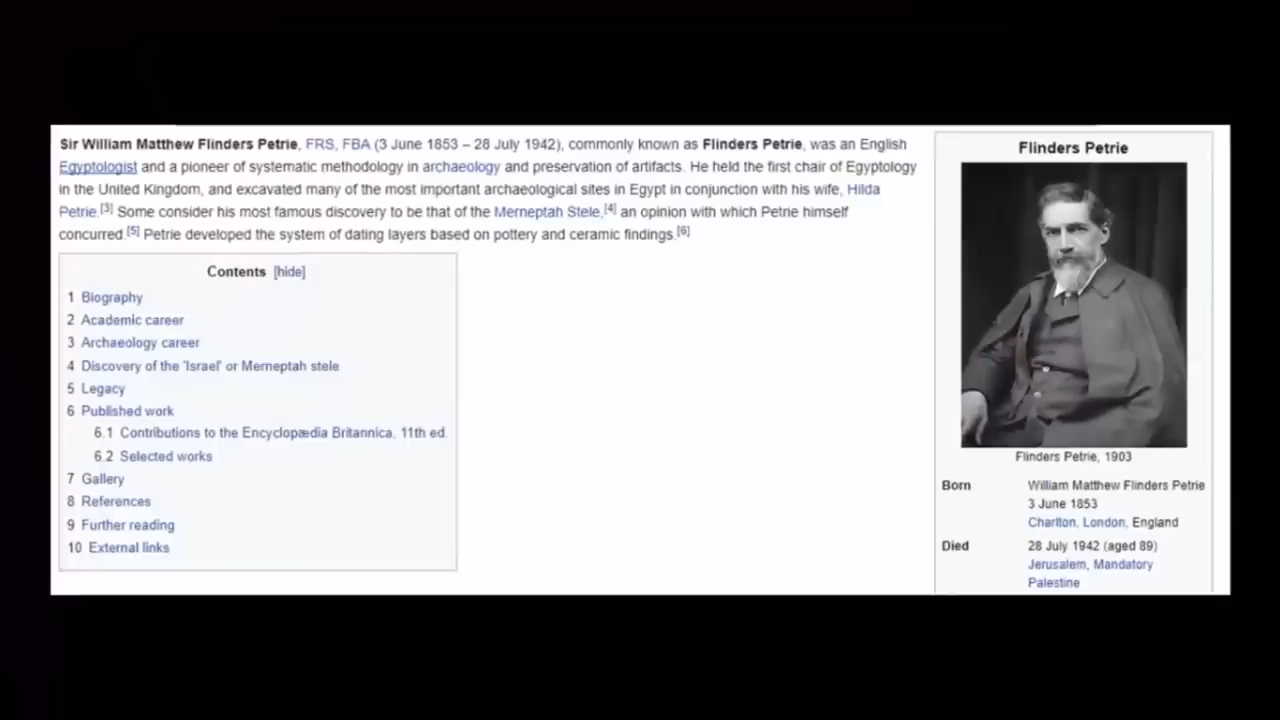 Sir William Matthew Flinders Petrie, FRS, FBA (3 June 1853 – 28 July 1942), commonly known as Flinders Petrie, was an English
Egyptologist and a pioneer of systematic methodology in archaeology and preservation of artifacts. He held the first chair of Egyptology
in the United Kingdom, and excavated many of the most important archaeological sites in Egypt in conjunction with his wife, Hilda
Petrie.[3] Some consider his most famous discovery to be that of the Merneptah Stele,[4] an opinion with which Petrie himself
concurred.[5] Petrie developed the system of dating layers based on pottery and ceramic findings.[6]
Contents [hide]
1 Biography
2 Academic career
3 Archaeology career
4 Discovery of the 'Israel' or Merneptah stele
5 Legacy
6 Published work
6.1 Contributions to the Encyclopædia Britannica, 11th ed
6.2 Selected works
7 Gallery
8 References
9 Further reading
10 External links
Flinders Petrie
Flinders Petrie, 1903
Born William Matthew Flinders Petrie
3 June 1853
Charlton, London, England
Died 28 July 1942 (aged 89)
Jerusalem, Mandatory
Palestine